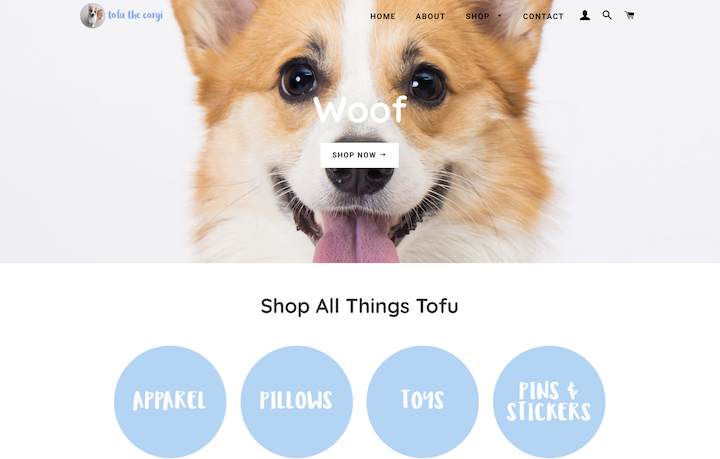 tofu the corgi
HOME ABOUT SHOP CONTACT
Woof
SHOP NOW →
Shop All Things Tofu
APPAREL
PILLOWS
TOYS
PINS &
STICKERS